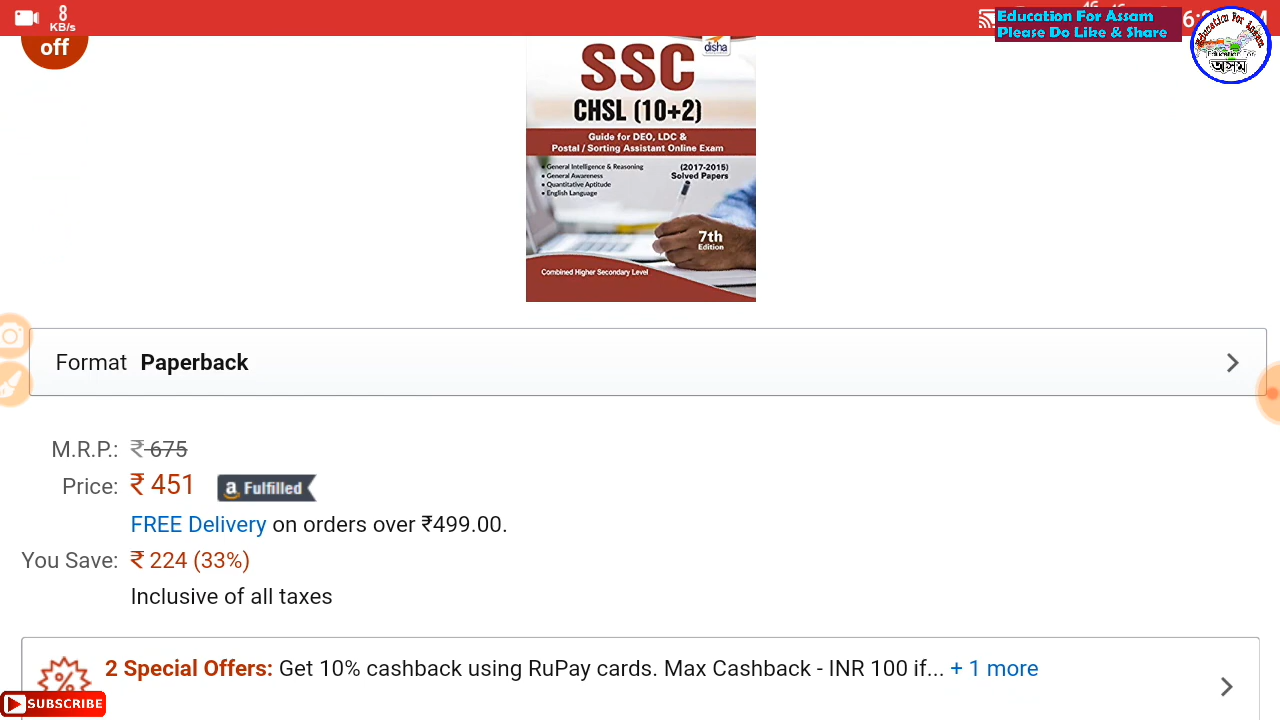 8
KB/s
Education For Assam
Please Do Like & Share
Education For Assam
অসম
off
disha
SSC
CHSL (10+2)
Guide for DEO, LDC &
Postal / Sorting Assistant Online Exam
• General Intelligence & Reasoning
• General Awareness
• Quantitative Aptitude
• English Language
(2017-2015)
Solved Papers
7th
Edition
Combined Higher Secondary Level
Format Paperback
M.R.P.: ₹ 675
Price: ₹ 451 a Fulfilled
FREE Delivery on orders over ₹499.00.
You Save: ₹ 224 (33%)
Inclusive of all taxes
2 Special Offers: Get 10% cashback using RuPay cards. Max Cashback - INR 100 if... + 1 more
SUBSCRIBE